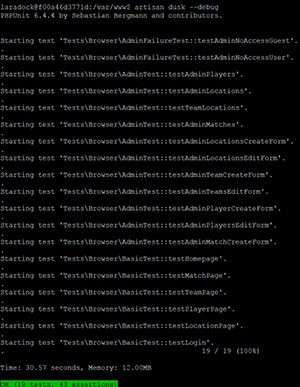 laradock@f00a46d3771d:/var/www$ artisan dusk --debug
PHPUnit 6.4.4 by Sebastian Bergmann and contributors.
Starting test 'Tests\Browser\AdminFailureTest::testAdminNoAccessGuest'.
.
Starting test 'Tests\Browser\AdminFailureTest::testAdminNoAccessUser'.
.
Starting test 'Tests\Browser\AdminTest::testAdminPlayers'.
.
Starting test 'Tests\Browser\AdminTest::testAdminLocations'.
.
Starting test 'Tests\Browser\AdminTest::testTeamLocations'.
.
Starting test 'Tests\Browser\AdminTest::testAdminMatches'.
.
Starting test 'Tests\Browser\AdminTest::testAdminLocationsCreateForm'.
.
Starting test 'Tests\Browser\AdminTest::testAdminLocationsEditForm'.
.
Starting test 'Tests\Browser\AdminTest::testAdminTeamCreateForm'.
.
Starting test 'Tests\Browser\AdminTest::testAdminTeamsEditForm'.
.
Starting test 'Tests\Browser\AdminTest::testAdminPlayerCreateForm'.
.
Starting test 'Tests\Browser\AdminTest::testAdminPlayersEditForm'.
.
Starting test 'Tests\Browser\AdminTest::testAdminMatchCreateForm'.
.
Starting test 'Tests\Browser\BasicTest::testHomepage'.
.
Starting test 'Tests\Browser\BasicTest::testMatchPage'.
.
Starting test 'Tests\Browser\BasicTest::testTeamPage'.
.
Starting test 'Tests\Browser\BasicTest::testPlayerPage'.
.
Starting test 'Tests\Browser\BasicTest::testLocationPage'.
.
Starting test 'Tests\Browser\BasicTest::testLogin'.
. 19 / 19 (100%)
Time: 30.57 seconds, Memory: 12.00MB
OK (19 tests, 43 assertions)